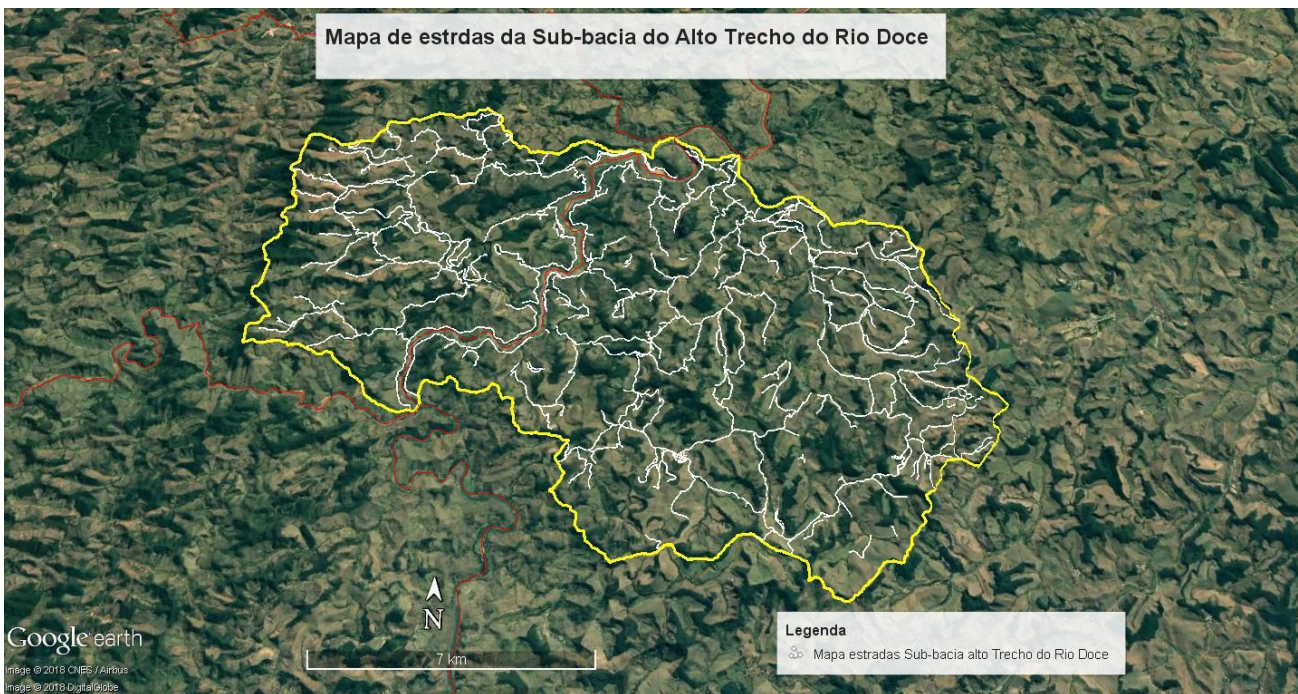 Mapa de estrdas da Sub-bacia do Alto Trecho do Rio Doce
N
7 km
Google earth
Image © 2018 CNES / Airbus
Image © 2018 DigitalGlobe
Legenda
Mapa estradas Sub-bacia alto Trecho do Rio Doce